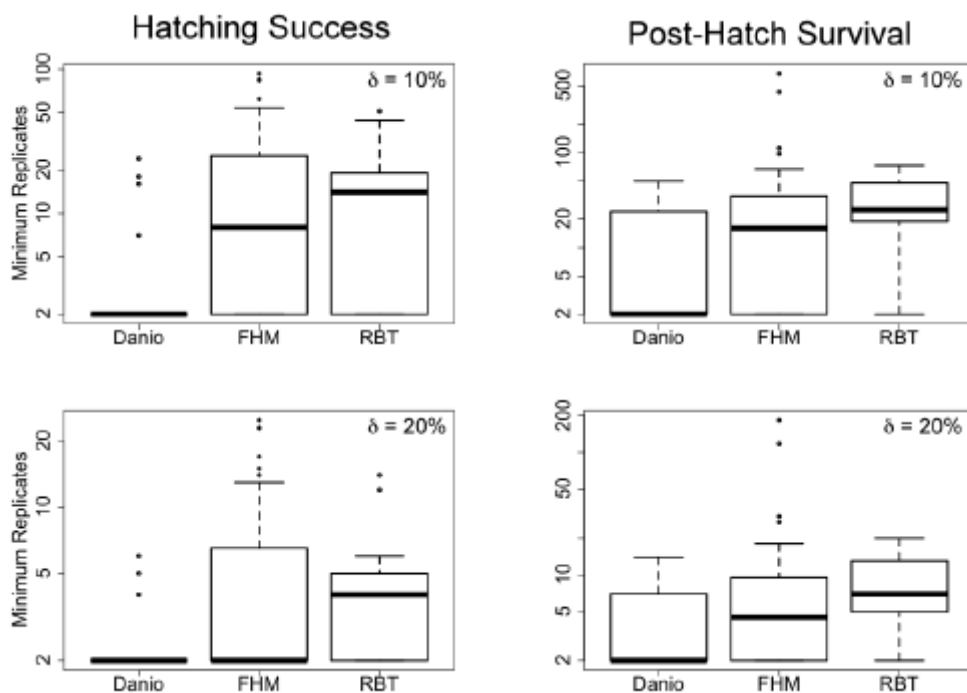 Hatching Success
Post-Hatch Survival
δ = 10%
Minimum Replicates
100
50
20
10
5
2
Danio FHM RBT
δ = 10%
500
100
20
5
2
Danio FHM RBT
δ = 20%
Minimum Replicates
20
10
5
2
Danio FHM RBT
δ = 20%
200
50
10
5
2
Danio FHM RBT